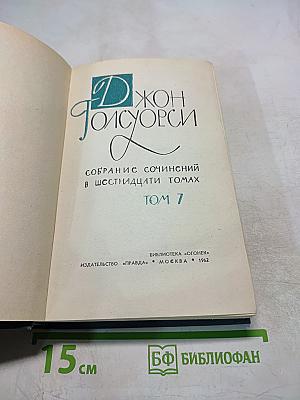 ДЖОН
ГОЛСУОРСИ
СОБРАНИЕ СОЧИНЕНИЙ
В ШЕСТНАДЦАТИ ТОМАХ
ТОМ 7
БИБЛИОТЕКА «ОГОНЕК»
ИЗДАТЕЛЬСТВО «ПРАВДА» • МОСКВА • 1962
15 см
БФ БИБЛИОФАН